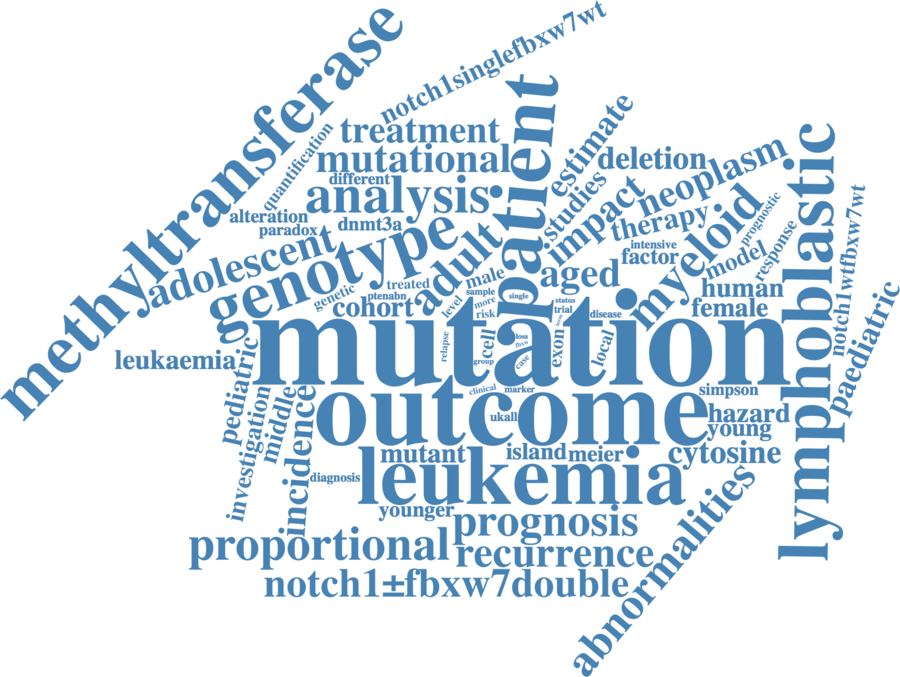 methyltransferase
notch1singlefbxw7wt
quantification
treatment
patient
estimate
mutational
deletion
different
analysis
studies
impact
neoplasm
lymphoblastic
alteration
dnmt3a
paradox
therapy
prognostic
adolescent
genotype
adult
myeloid
intensive
factor
response
model
notch1wtfbxw7wt
aged
human
female
paediatric
genetic
treated
ptenabn
male
sample
level
more
risk
single
status
trial
disease
cohort
mutation
leukaemia
relapse
cell
loss
fbxw
case
group
exon
local
pediatric
clinical
marker
simpson
outcome
ukall
hazard
young
investigation
middle
incidence
mutant
island
meier
cytosine
diagnosis
leukemia
younger
prognosis
abnormalities
proportional
recurrence
notch1±fbxw7double